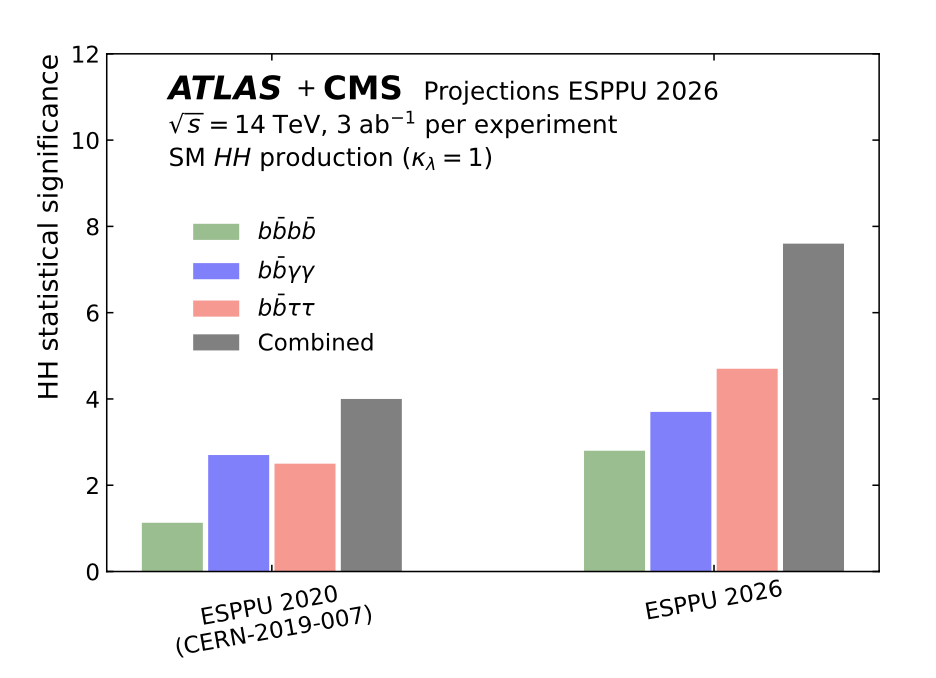 HH statistical significance
12
10
8
6
4
2
0
ATLAS + CMS Projections ESPPU 2026
√s = 14 TeV, 3 ab⁻¹ per experiment
SM HH production (κ_λ = 1)
bb̄bb̄
bb̄γγ
bb̄ττ
Combined
ESPPU 2020
(CERN-2019-007)
ESPPU 2026